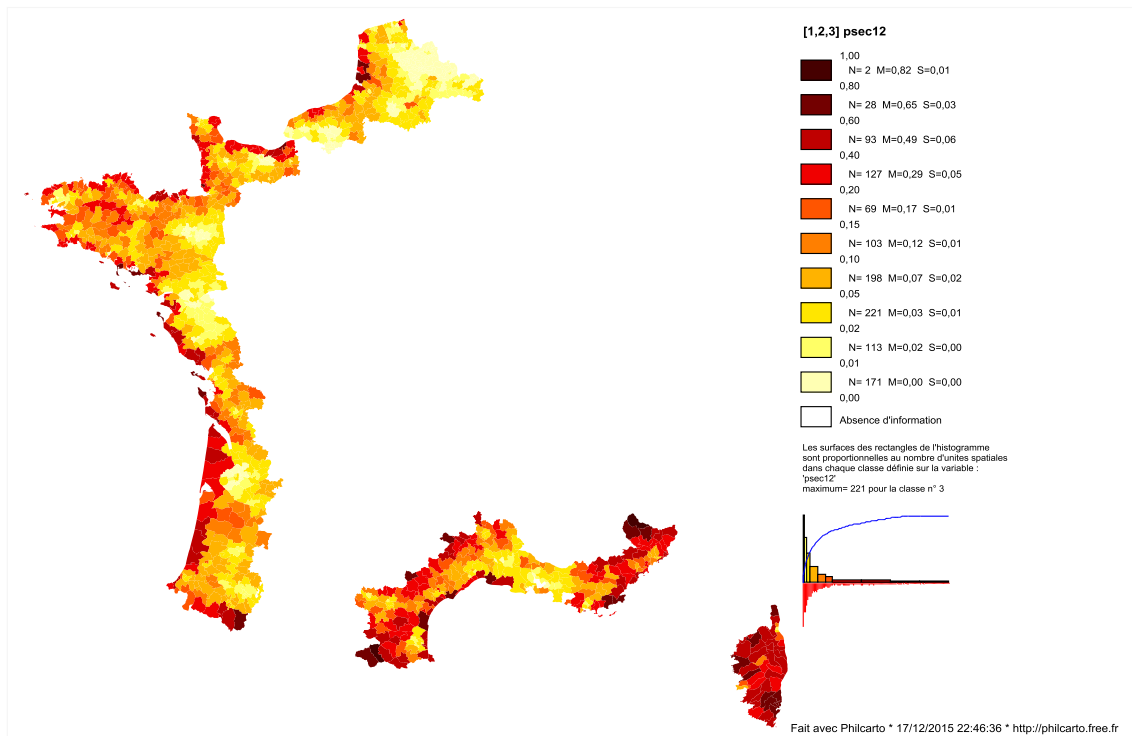 [1,2,3] psec12
1,00
N= 2  M=0,82  S=0,01
0,80
N= 28  M=0,65  S=0,03
0,60
N= 93  M=0,49  S=0,06
0,40
N= 127  M=0,29  S=0,05
0,20
N= 69  M=0,17  S=0,01
0,15
N= 103  M=0,12  S=0,01
0,10
N= 198  M=0,07  S=0,02
0,05
N= 221  M=0,03  S=0,01
0,02
N= 113  M=0,02  S=0,00
0,01
N= 171  M=0,00  S=0,00
0,00
Absence d'information
Les surfaces des rectangles de l'histogramme
sont proportionnelles au nombre d'unites spatiales
dans chaque classe définie sur la variable :
'psec12'
maximum= 221 pour la classe n° 3
Fait avec Philcarto * 17/12/2015 22:46:36 * http://philcarto.free.fr